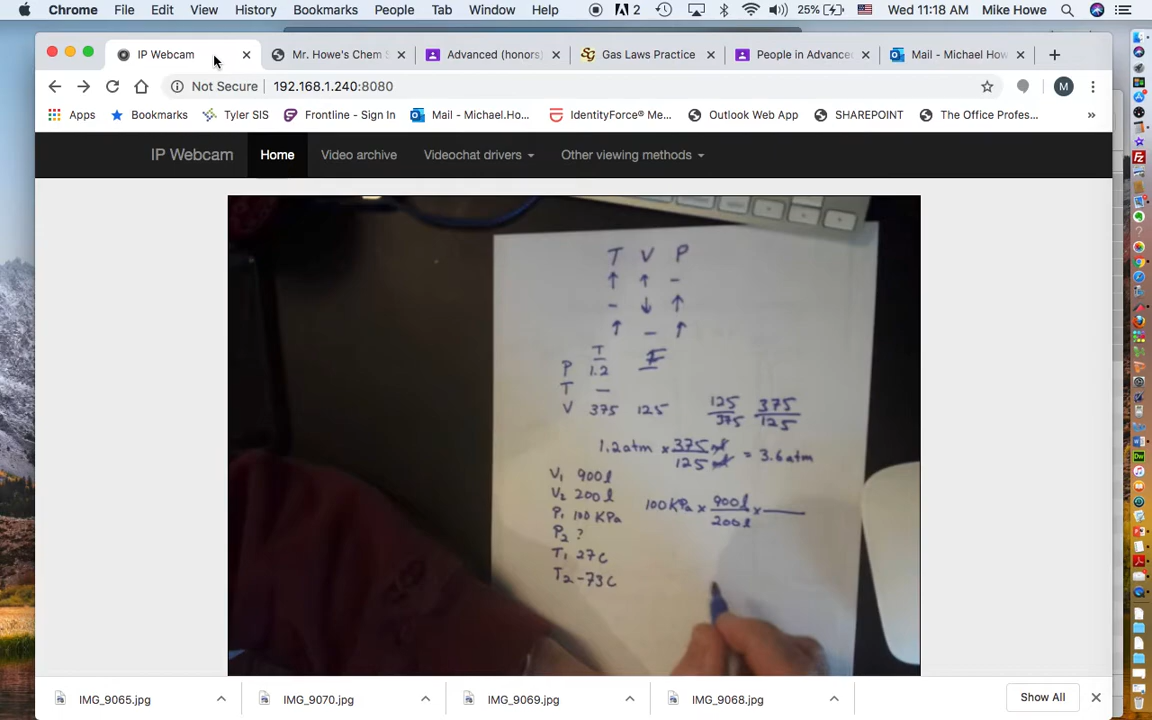 Chrome File Edit View History Bookmarks People Tab Window Help 2 25% Wed 11:18 AM Mike Howe
IP Webcam Mr. Howe's Chem S Advanced (honors) Gas Laws Practice People in Advance Mail - Michael How
Not Secure 192.168.1.240:8080 M
Apps Bookmarks Tyler SIS Frontline - Sign In Mail - Michael.Ho... IdentityForce® Me... Outlook Web App SHAREPOINT The Office Profes... »
IP Webcam Home Video archive Videochat drivers Other viewing methods
T V P
↑ ↑ -
- ↓ ↑
↑ - ↑
I F
P 1.2
T —
V 375 125 125/375 375/125
1.2atm x 375ml/125ml = 3.6atm
V1 900l
V2 200l
P1 100 KPa 100KPa x 900l/200l x
P2 ?
T1 27C
T2 -73C
IMG_9065.jpg IMG_9070.jpg IMG_9069.jpg IMG_9068.jpg Show All